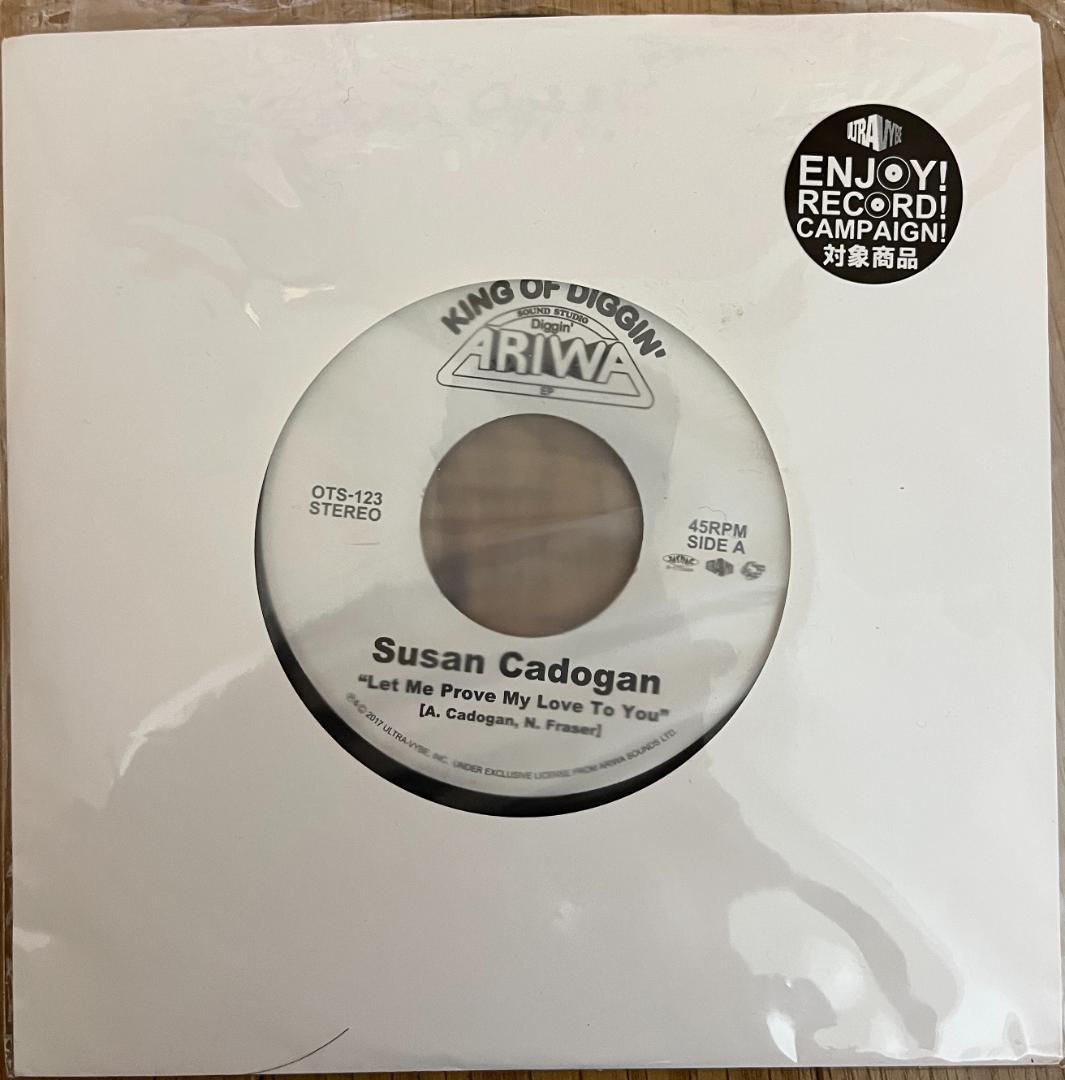 ULTRAVYBE
ENJOY!
RECORD!
CAMPAIGN!
対象商品
KING OF DIGGIN'
SOUND STUDIO
Diggin'
ARIWA
EP
OTS-123
STEREO
45RPM
SIDE A
Susan Cadogan
“Let Me Prove My Love To You”
[A. Cadogan, N. Fraser]
℗&© 2017 ULTRA-VYBE, INC. UNDER EXCLUSIVE LICENSE FROM ARIWA SOUNDS LTD.